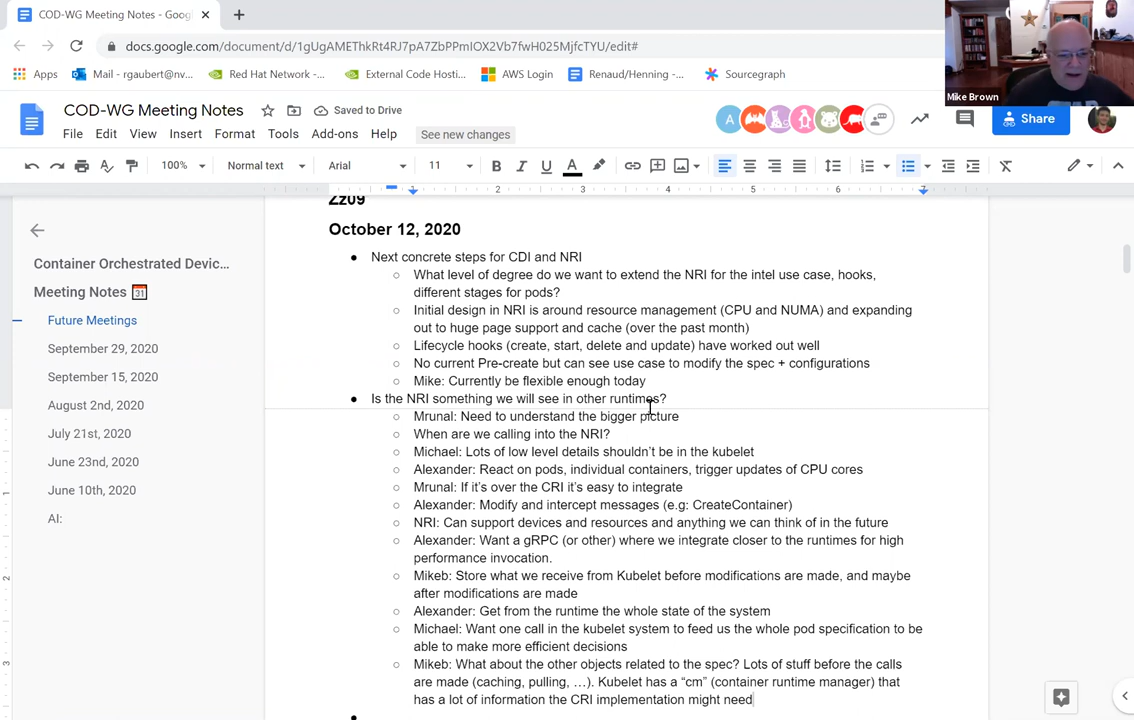 COD-WG Meeting Notes - Goog
docs.google.com/document/d/1gUgAMEThkRt4RJ7pA7ZbPPmIOX2Vb7fwH025MjfcTYU/edit#
Apps
Mail - rgaubert@nv...
Red Hat Network -...
External Code Hosti...
AWS Login
Renaud/Henning -...
Sourcegraph
Mike Brown
COD-WG Meeting Notes
Saved to Drive
File Edit View Insert Format Tools Add-ons Help
See new changes
A
Share
100%
Normal text
Arial
11
B I U A
1 2 3 4 5 6 7
Zz09
October 12, 2020
● Next concrete steps for CDI and NRI
○ What level of degree do we want to extend the NRI for the intel use case, hooks,
different stages for pods?
○ Initial design in NRI is around resource management (CPU and NUMA) and expanding
out to huge page support and cache (over the past month)
○ Lifecycle hooks (create, start, delete and update) have worked out well
○ No current Pre-create but can see use case to modify the spec + configurations
○ Mike: Currently be flexible enough today
● Is the NRI something we will see in other runtimes?
○ Mrunal: Need to understand the bigger picture
○ When are we calling into the NRI?
○ Michael: Lots of low level details shouldn't be in the kubelet
○ Alexander: React on pods, individual containers, trigger updates of CPU cores
○ Mrunal: If it's over the CRI it's easy to integrate
○ Alexander: Modify and intercept messages (e.g: CreateContainer)
○ NRI: Can support devices and resources and anything we can think of in the future
○ Alexander: Want a gRPC (or other) where we integrate closer to the runtimes for high
performance invocation.
○ Mikeb: Store what we receive from Kubelet before modifications are made, and maybe
after modifications are made
○ Alexander: Get from the runtime the whole state of the system
○ Michael: Want one call in the kubelet system to feed us the whole pod specification to be
able to make more efficient decisions
○ Mikeb: What about the other objects related to the spec? Lots of stuff before the calls
are made (caching, pulling, …). Kubelet has a "cm" (container runtime manager) that
has a lot of information the CRI implementation might need
Container Orchestrated Devic...
Meeting Notes 31
Future Meetings
September 29, 2020
September 15, 2020
August 2nd, 2020
July 21st, 2020
June 23nd, 2020
June 10th, 2020
AI:
1
2
3